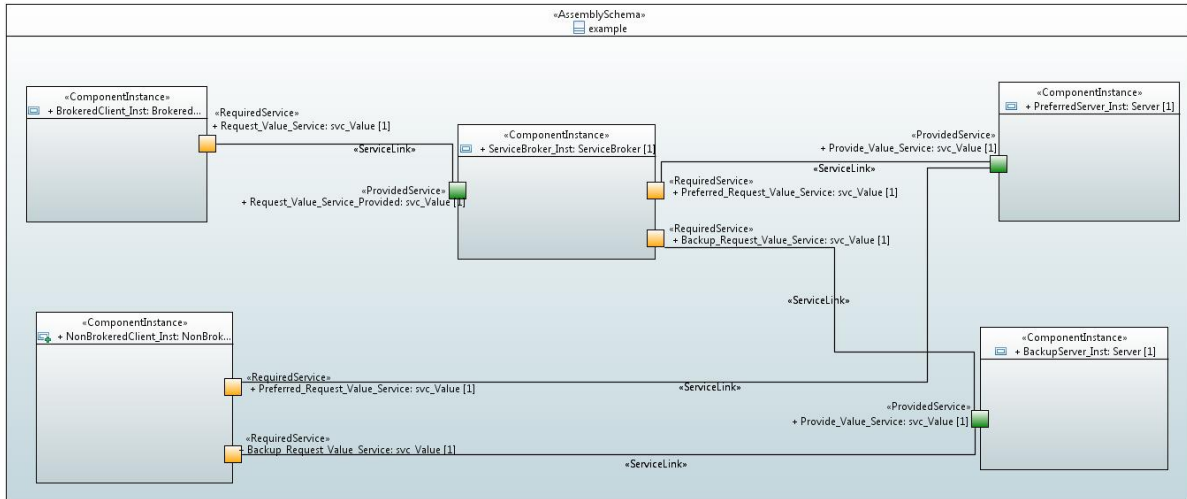 «AssemblySchema»
example
«ComponentInstance»
+ BrokeredClient_Inst: Brokered...
«RequiredService»
+ Request_Value_Service: svc_Value [1]
«ServiceLink»
«ComponentInstance»
+ ServiceBroker_Inst: ServiceBroker [1]
«ProvidedService»
+ Request_Value_Service_Provided: svc_Value [1]
«RequiredService»
+ Preferred_Request_Value_Service: svc_Value [1]
«RequiredService»
+ Backup_Request_Value_Service: svc_Value [1]
«ComponentInstance»
+ PreferredServer_Inst: Server [1]
«ProvidedService»
+ Provide_Value_Service: svc_Value [1]
«ServiceLink»
«ServiceLink»
«ComponentInstance»
+ NonBrokeredClient_Inst: NonBrok...
«RequiredService»
+ Preferred_Request_Value_Service: svc_Value [1]
«ServiceLink»
«RequiredService»
+ Backup_Request_Value_Service: svc_Value [1]
«ServiceLink»
«ComponentInstance»
+ BackupServer_Inst: Server [1]
«ProvidedService»
+ Provide_Value_Service: svc_Value [1]